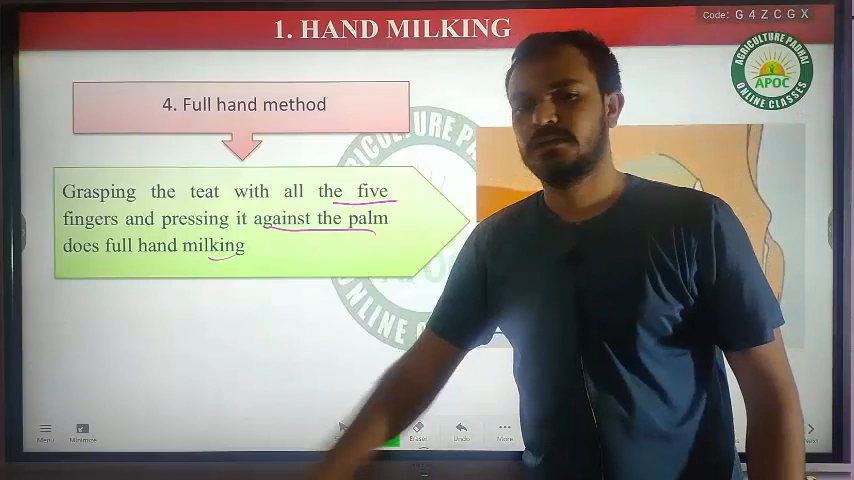 Code: G 4 Z C G X
1. HAND MILKING
AGRICULTURE PADHAI
APOC
ONLINE CLASSES
4. Full hand method
Grasping the teat with all the five
fingers and pressing it against the palm
does full hand milking
Menu
Minimize
Eraser
Undo
More
Next